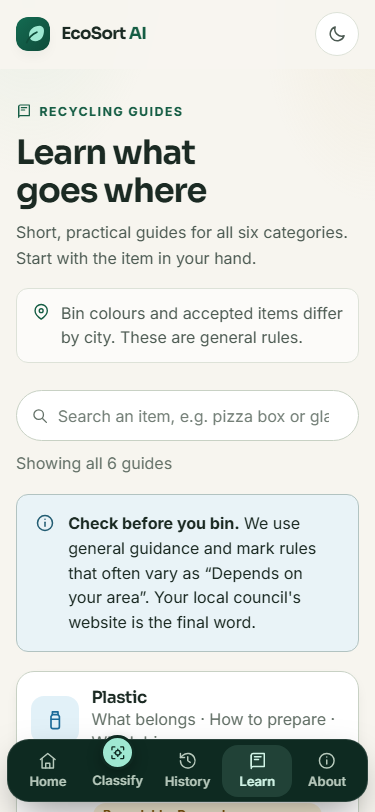 EcoSort AI
RECYCLING GUIDES
Learn what
goes where
Short, practical guides for all six categories.
Start with the item in your hand.
Bin colours and accepted items differ
by city. These are general rules.
Search an item, e.g. pizza box or gla
Showing all 6 guides
Check before you bin. We use
general guidance and mark rules
that often vary as “Depends on
your area”. Your local council's
website is the final word.
Plastic
What belongs · How to prepare ·
Home
Classify
History
Learn
About